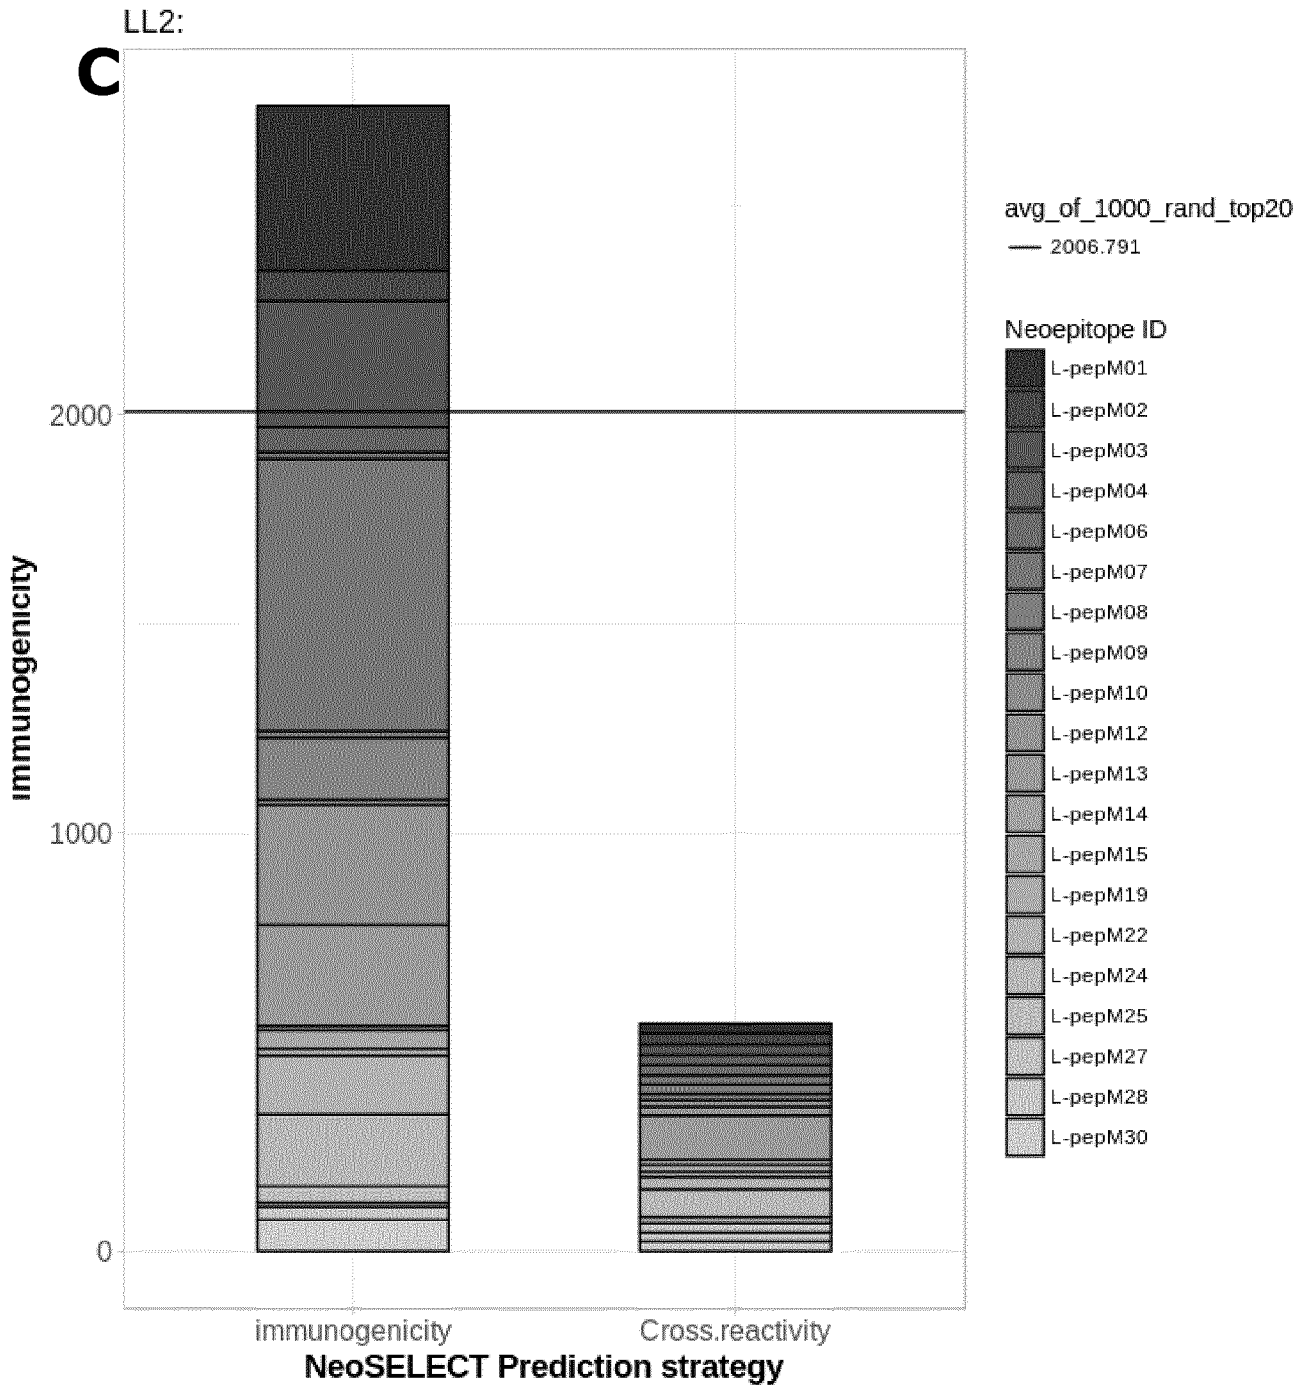 LL2:
C
avg_of_1000_rand_top20
2006.791
Neoepitope ID
L-pepM01
L-pepM02
L-pepM03
L-pepM04
L-pepM06
L-pepM07
L-pepM08
L-pepM09
L-pepM10
L-pepM12
L-pepM13
L-pepM14
L-pepM15
L-pepM19
L-pepM22
L-pepM24
L-pepM25
L-pepM27
L-pepM28
L-pepM30
immunogenicity
2000
1000
0
immunogenicity Cross.reactivity
NeoSELECT Prediction strategy